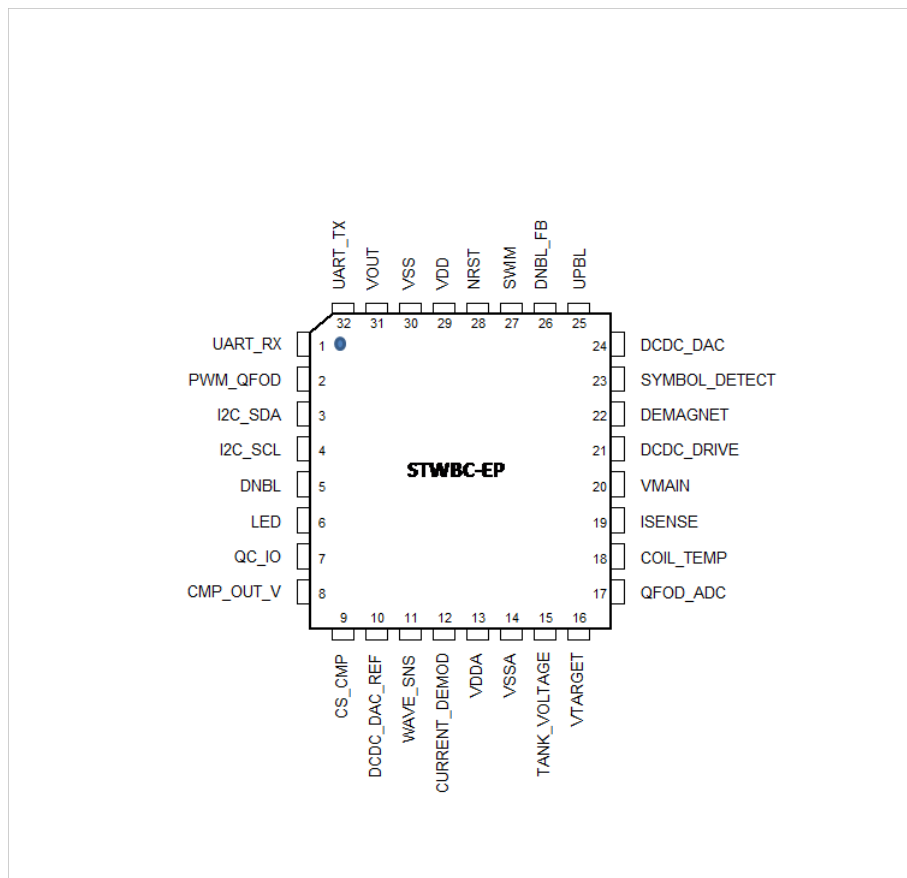 UART_TX
VOUT
VSS
VDD
NRST
SWIM
DNBL_FB
UPBL
32 31 30 29 28 27 26 25
UART_RX 1 24 DCDC_DAC
PWM_QFOD 2 23 SYMBOL_DETECT
I2C_SDA 3 22 DEMAGNET
I2C_SCL 4 21 DCDC_DRIVE
STWBC-EP
DNBL 5 20 VMAIN
LED 6 19 ISENSE
QC_IO 7 18 COIL_TEMP
CMP_OUT_V 8 17 QFOD_ADC
9 10 11 12 13 14 15 16
CS_CMP
DCDC_DAC_REF
WAVE_SNS
CURRENT_DEMOD
VDDA
VSSA
TANK_VOLTAGE
VTARGET